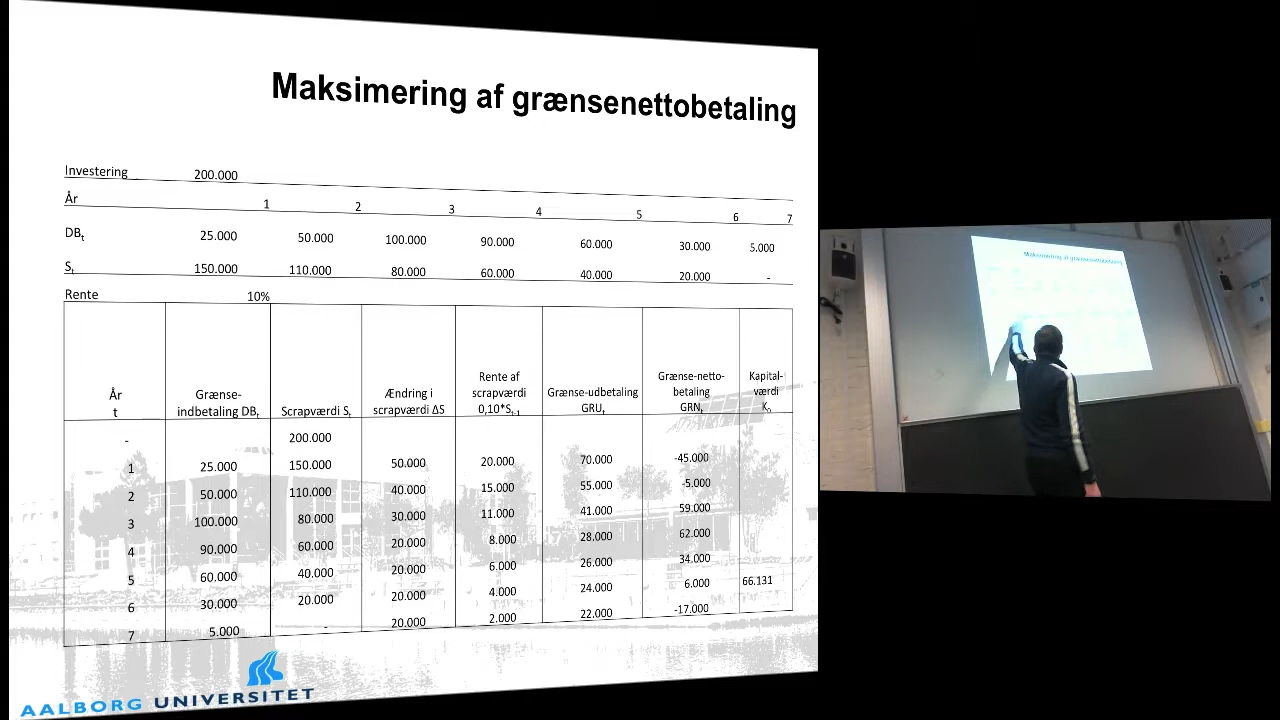 Maksimering af grænsenettobetaling
Investering 200.000
År 1 2 3 4 5 6 7
DBt 25.000 50.000 100.000 90.000 60.000 30.000 5.000
St 150.000 110.000 80.000 60.000 40.000 20.000 -
Rente 10%
År
t
Grænse-
indbetaling DBt
Scrapværdi St
Ændring i
scrapværdi ΔS
Rente af
scrapværdi
0,10*St-1
Grænse-udbetaling
GRUt
Grænse-netto-
betaling
GRNt
Kapital-
værdi
K0
- 200.000
1 25.000 150.000 50.000 20.000 70.000 -45.000
2 50.000 110.000 40.000 15.000 55.000 -5.000
3 100.000 80.000 30.000 11.000 41.000 59.000
4 90.000 60.000 20.000 8.000 28.000 62.000
5 60.000 40.000 20.000 6.000 26.000 34.000
6 30.000 20.000 20.000 4.000 24.000 6.000 66.131
7 5.000 - 20.000 2.000 22.000 -17.000
AALBORG UNIVERSITET
Maksimering af grænsenettobetaling